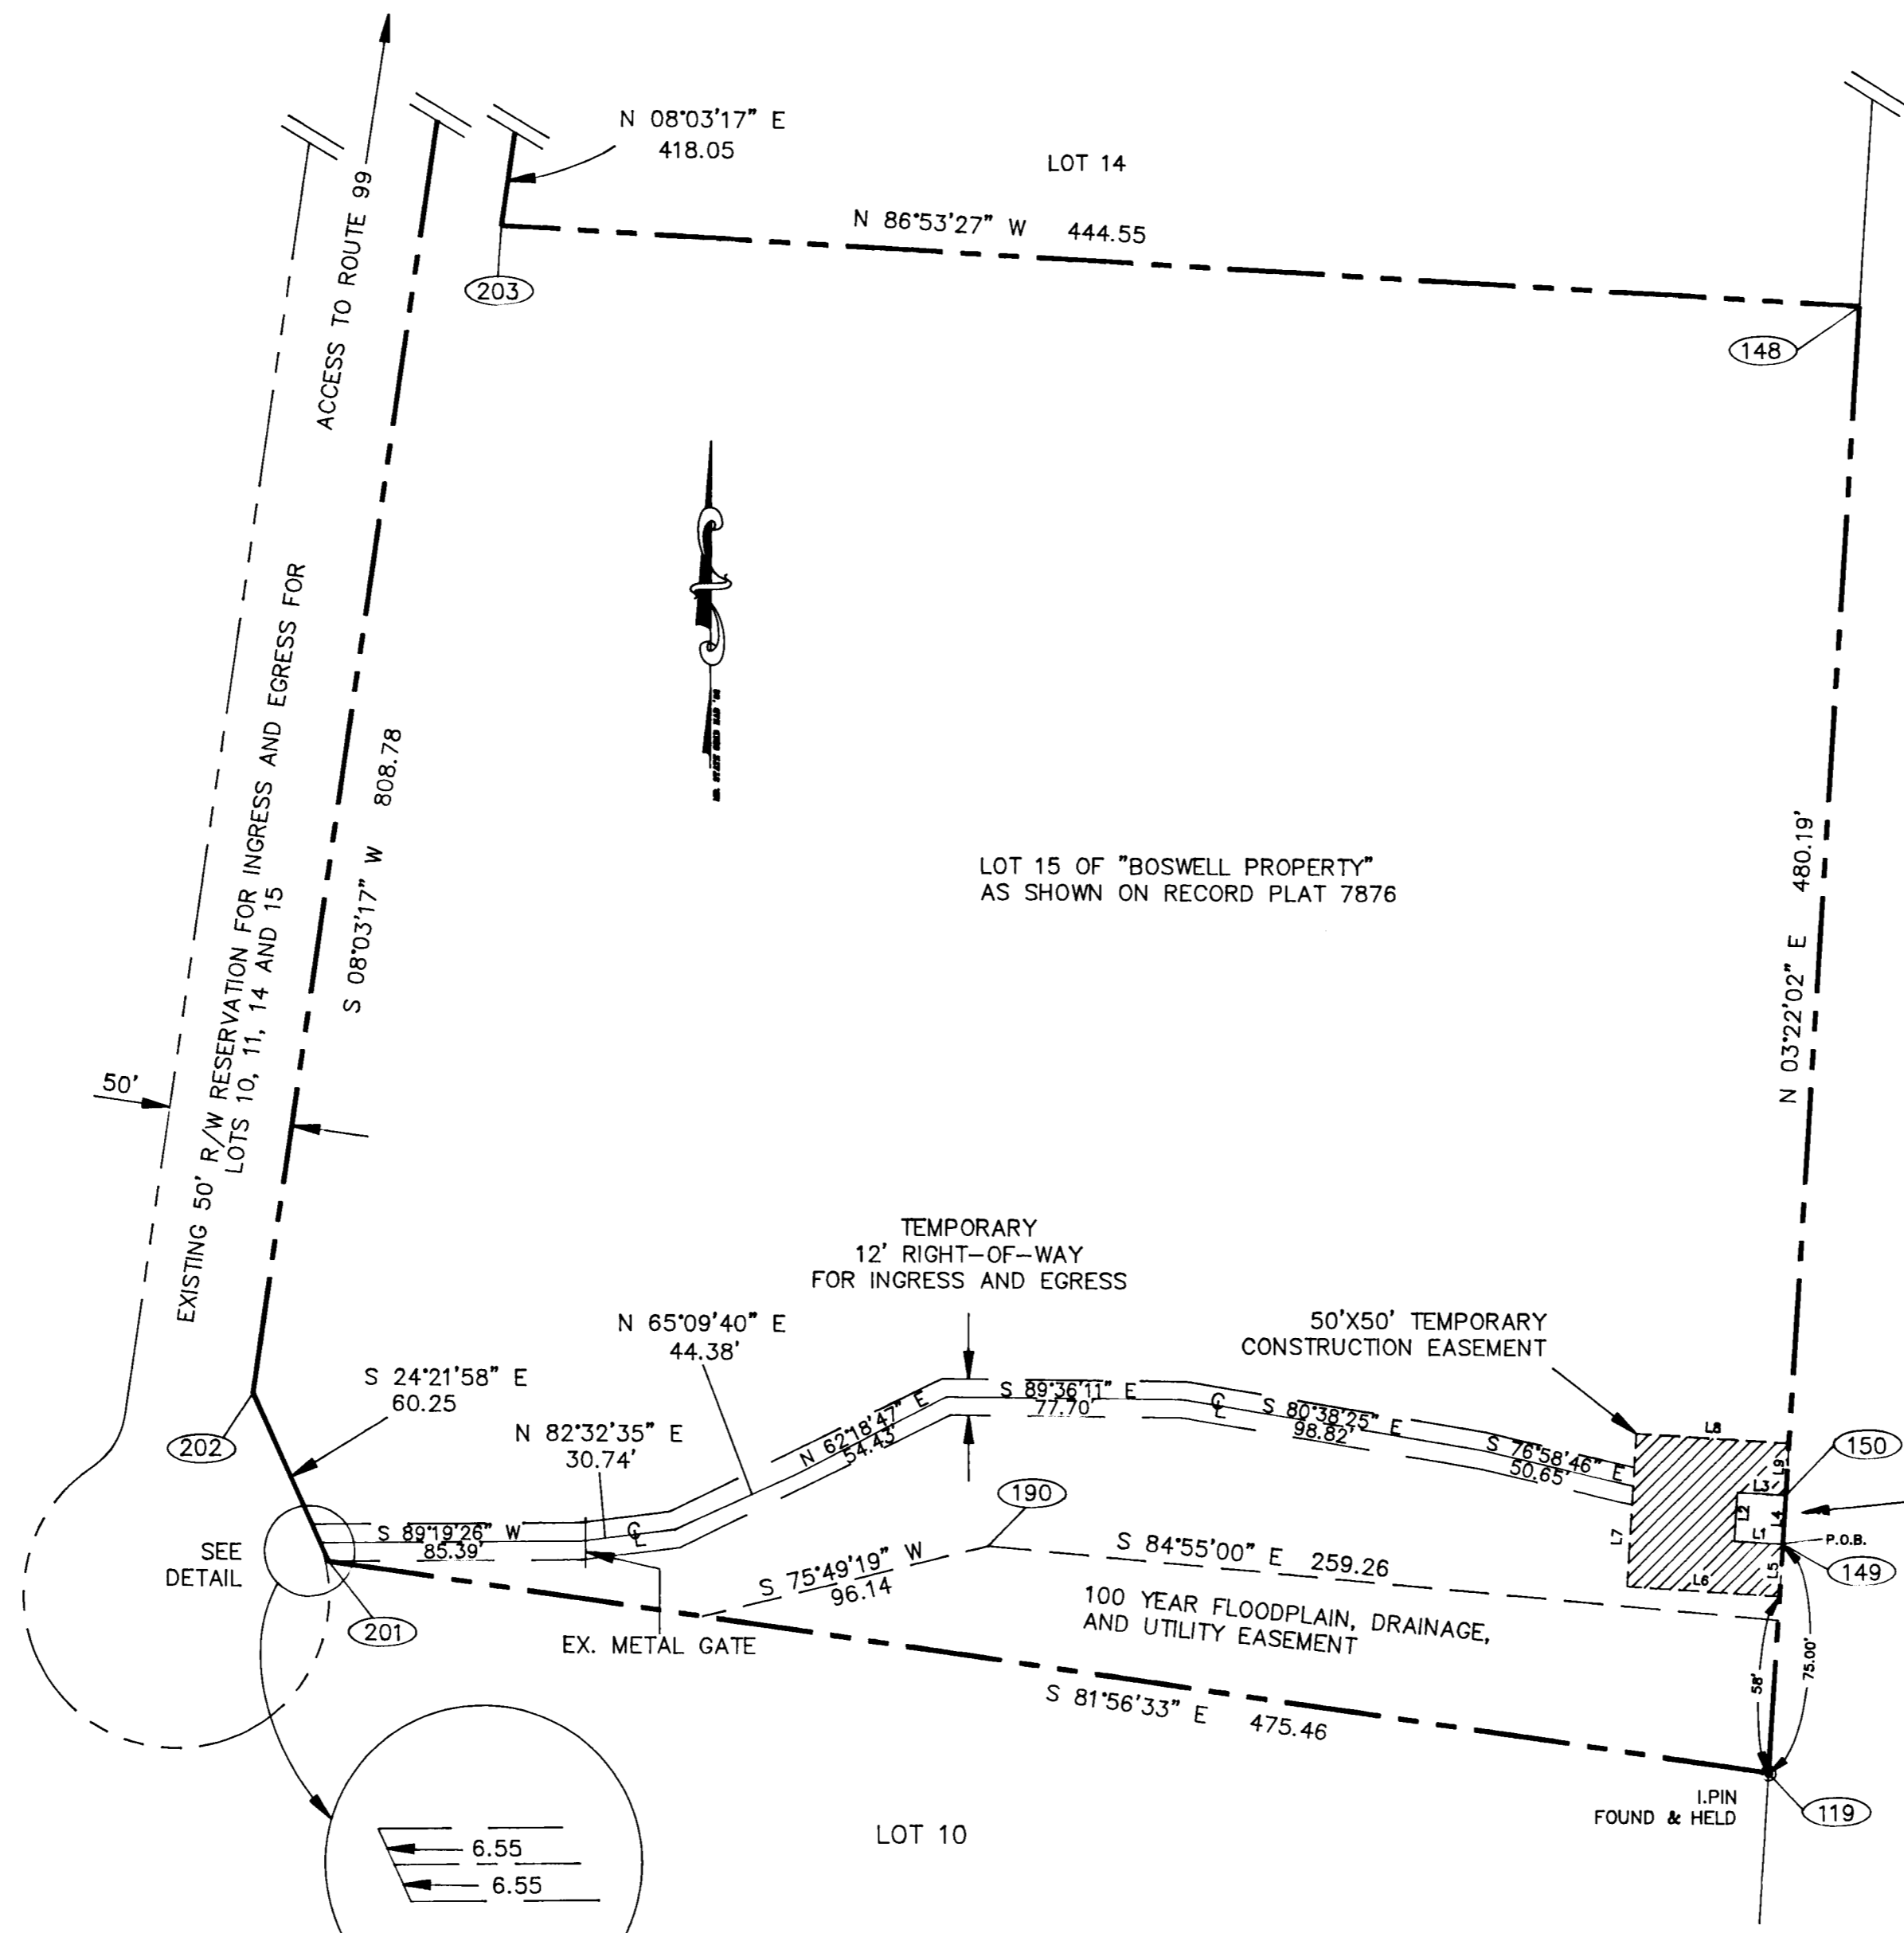 N 08°03'17" E
418.05
LOT 14
N 86°53'27" W 444.55
203
148
ACCESS TO ROUTE 99
EXISTING 50' R/W RESERVATION FOR INGRESS AND EGRESS FOR
LOTS 10, 11, 14 AND 15
S 08°03'17" W 808.78
50'
LOT 15 OF "BOSWELL PROPERTY"
AS SHOWN ON RECORD PLAT 7876
N 03°22'02" E 480.19'
TEMPORARY
12' RIGHT-OF-WAY
FOR INGRESS AND EGRESS
50'X50' TEMPORARY
CONSTRUCTION EASEMENT
N 65°09'40" E
44.38'
S 24°21'58" E
60.25
N 82°32'35" E
30.74'
202
S 89°19'26" W
85.39'
N 62°18'47" E
54.43'
S 89°36'11" E
77.70'
S 80°38'25" E
98.82'
S 76°58'46" E
50.65'
L8
L9
L3
L2
L4
L1
L7
L5
L6
150
P.O.B.
149
190
SEE
DETAIL
201
S 75°49'19" W
96.14
S 84°55'00" E 259.26
100 YEAR FLOODPLAIN, DRAINAGE,
AND UTILITY EASEMENT
EX. METAL GATE
58'
75.00'
S 81°56'33" E 475.46
I.PIN
FOUND & HELD
119
LOT 10
6.55
6.55